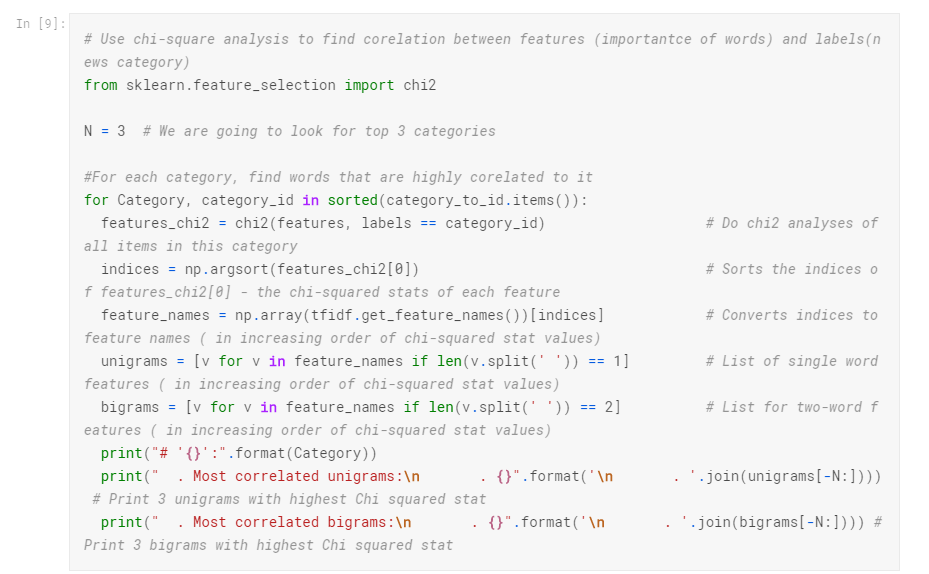 In [9]:
# Use chi-square analysis to find corelation between features (importantce of words) and labels(n
ews category)
from sklearn.feature_selection import chi2
N = 3  # We are going to look for top 3 categories
#For each category, find words that are highly corelated to it
for Category, category_id in sorted(category_to_id.items()):
  features_chi2 = chi2(features, labels == category_id)                   # Do chi2 analyses of
all items in this category
  indices = np.argsort(features_chi2[0])                                  # Sorts the indices o
f features_chi2[0] - the chi-squared stats of each feature
  feature_names = np.array(tfidf.get_feature_names())[indices]            # Converts indices to
feature names ( in increasing order of chi-squared stat values)
  unigrams = [v for v in feature_names if len(v.split(' ')) == 1]         # List of single word
features ( in increasing order of chi-squared stat values)
  bigrams = [v for v in feature_names if len(v.split(' ')) == 2]          # List for two-word f
eatures ( in increasing order of chi-squared stat values)
  print("# '{}':".format(Category))
  print("  . Most correlated unigrams:\n       . {}".format('\n       . '.join(unigrams[-N:])))
 # Print 3 unigrams with highest Chi squared stat
  print("  . Most correlated bigrams:\n       . {}".format('\n       . '.join(bigrams[-N:]))) #
Print 3 bigrams with highest Chi squared stat